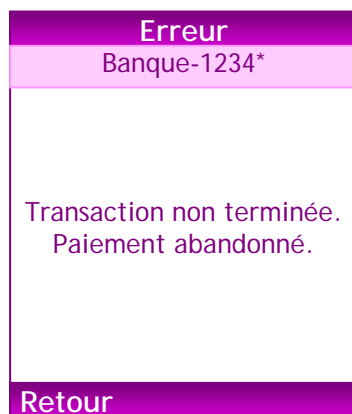 Erreur
Banque-1234*
Transaction non terminée.
Paiement abandonné.
Retour